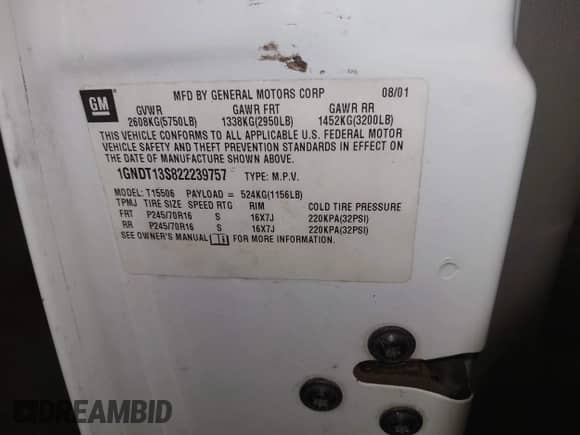 GM
MFD BY GENERAL MOTORS CORP 08/01
GVWR GAWR FRT GAWR RR
2608KG(5750LB) 1338KG(2950LB) 1452KG(3200LB)
THIS VEHICLE CONFORMS TO ALL APPLICABLE U.S. FEDERAL MOTOR
VEHICLE SAFETY AND THEFT PREVENTION STANDARDS IN EFFECT ON
THE DATE OF MANUFACTURE SHOWN ABOVE.
1GNDT13S822239757 TYPE: M.P.V.
MODEL: T15506 PAYLOAD = 524KG(1156LB)
TPMJ TIRE SIZE SPEED RTG RIM COLD TIRE PRESSURE
FRT P245/70R16 S 16X7J 220KPA(32PSI)
RR P245/70R16 S 16X7J 220KPA(32PSI)
SEE OWNER'S MANUAL FOR MORE INFORMATION.
DREAMBID